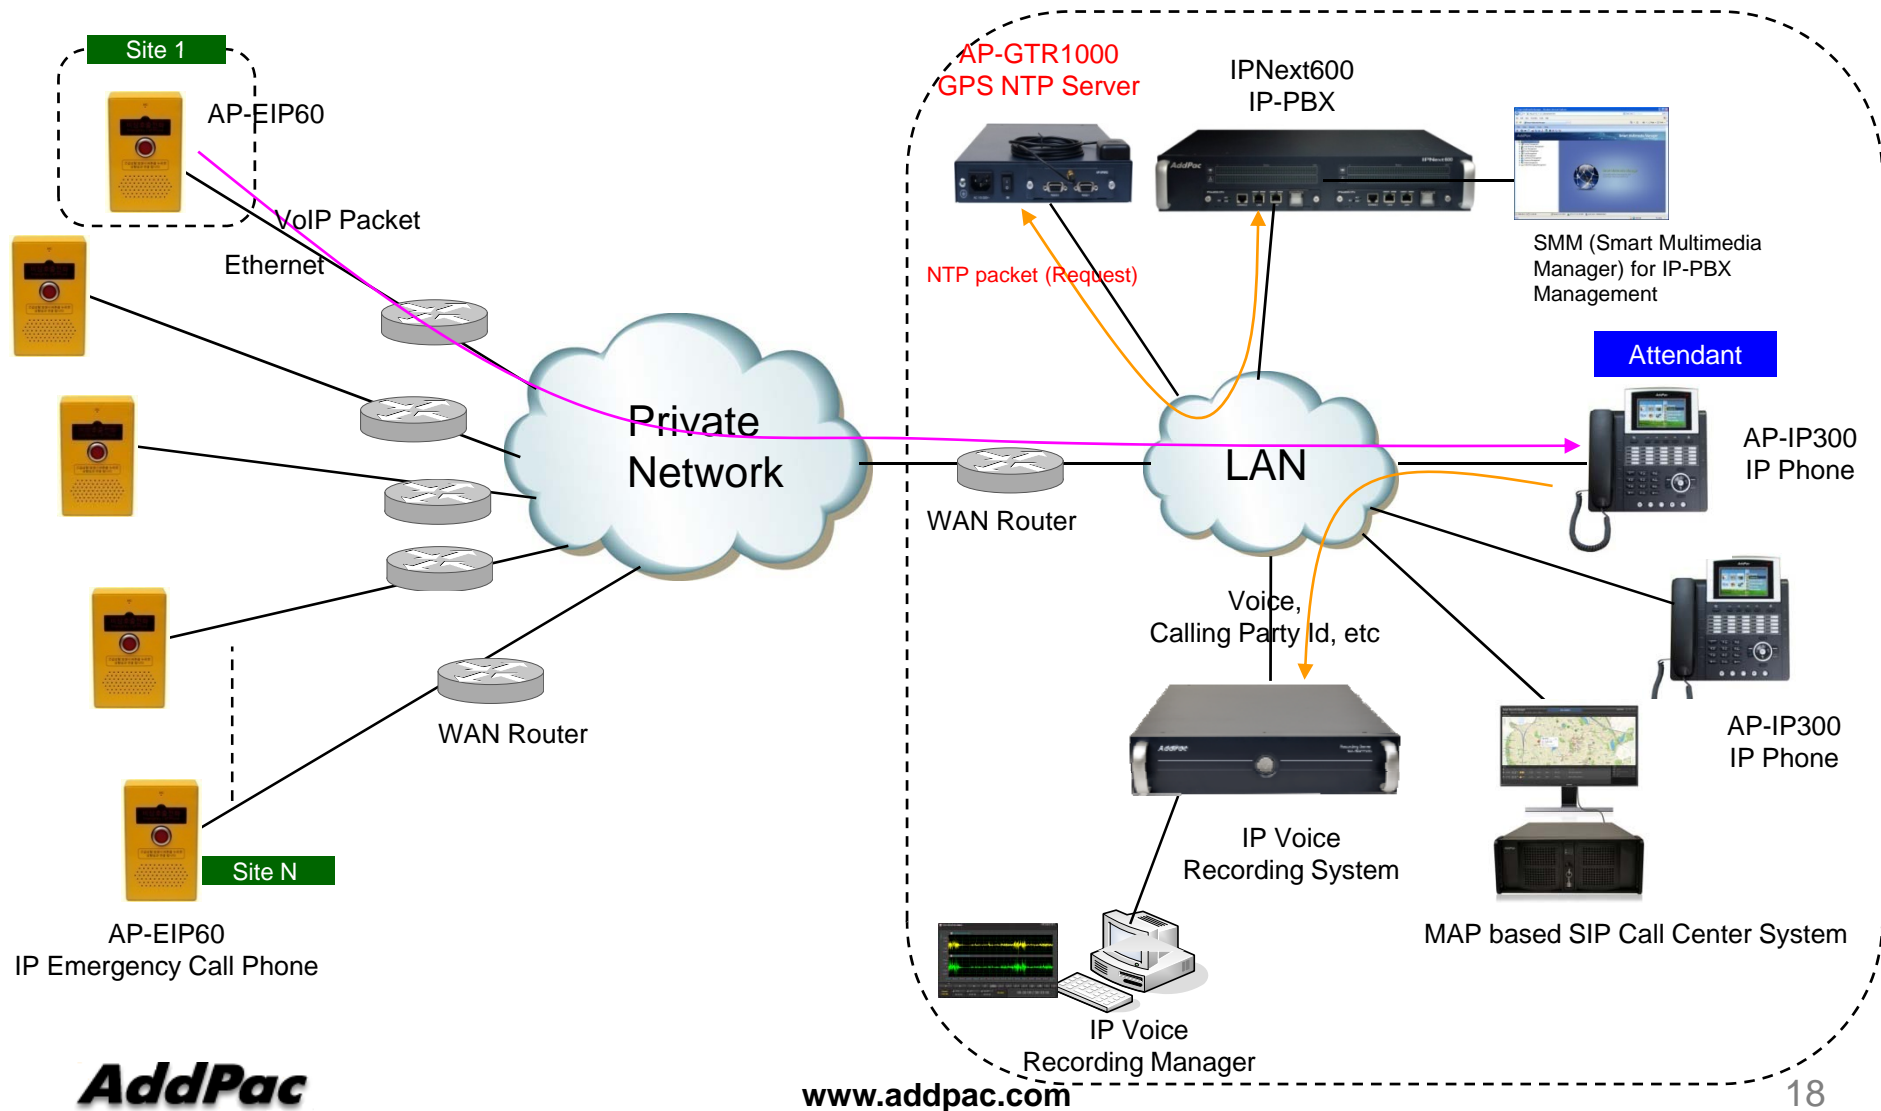 Site 1
AP-EIP60
VoIP Packet
Ethernet
Private
Network
WAN Router
Site N
AP-EIP60
IP Emergency Call Phone
AP-GTR1000
GPS NTP Server
IPNext600
IP-PBX
AddPac
IPNext600
SMM (Smart Multimedia
Manager) for IP-PBX
Management
NTP packet (Request)
Attendant
AP-IP300
IP Phone
LAN
WAN Router
Voice,
Calling Party Id, etc
AP-IP300
IP Phone
AddPac
IP Voice
Recording System
MAP based SIP Call Center System
IP Voice
Recording Manager
AddPac
www.addpac.com
18